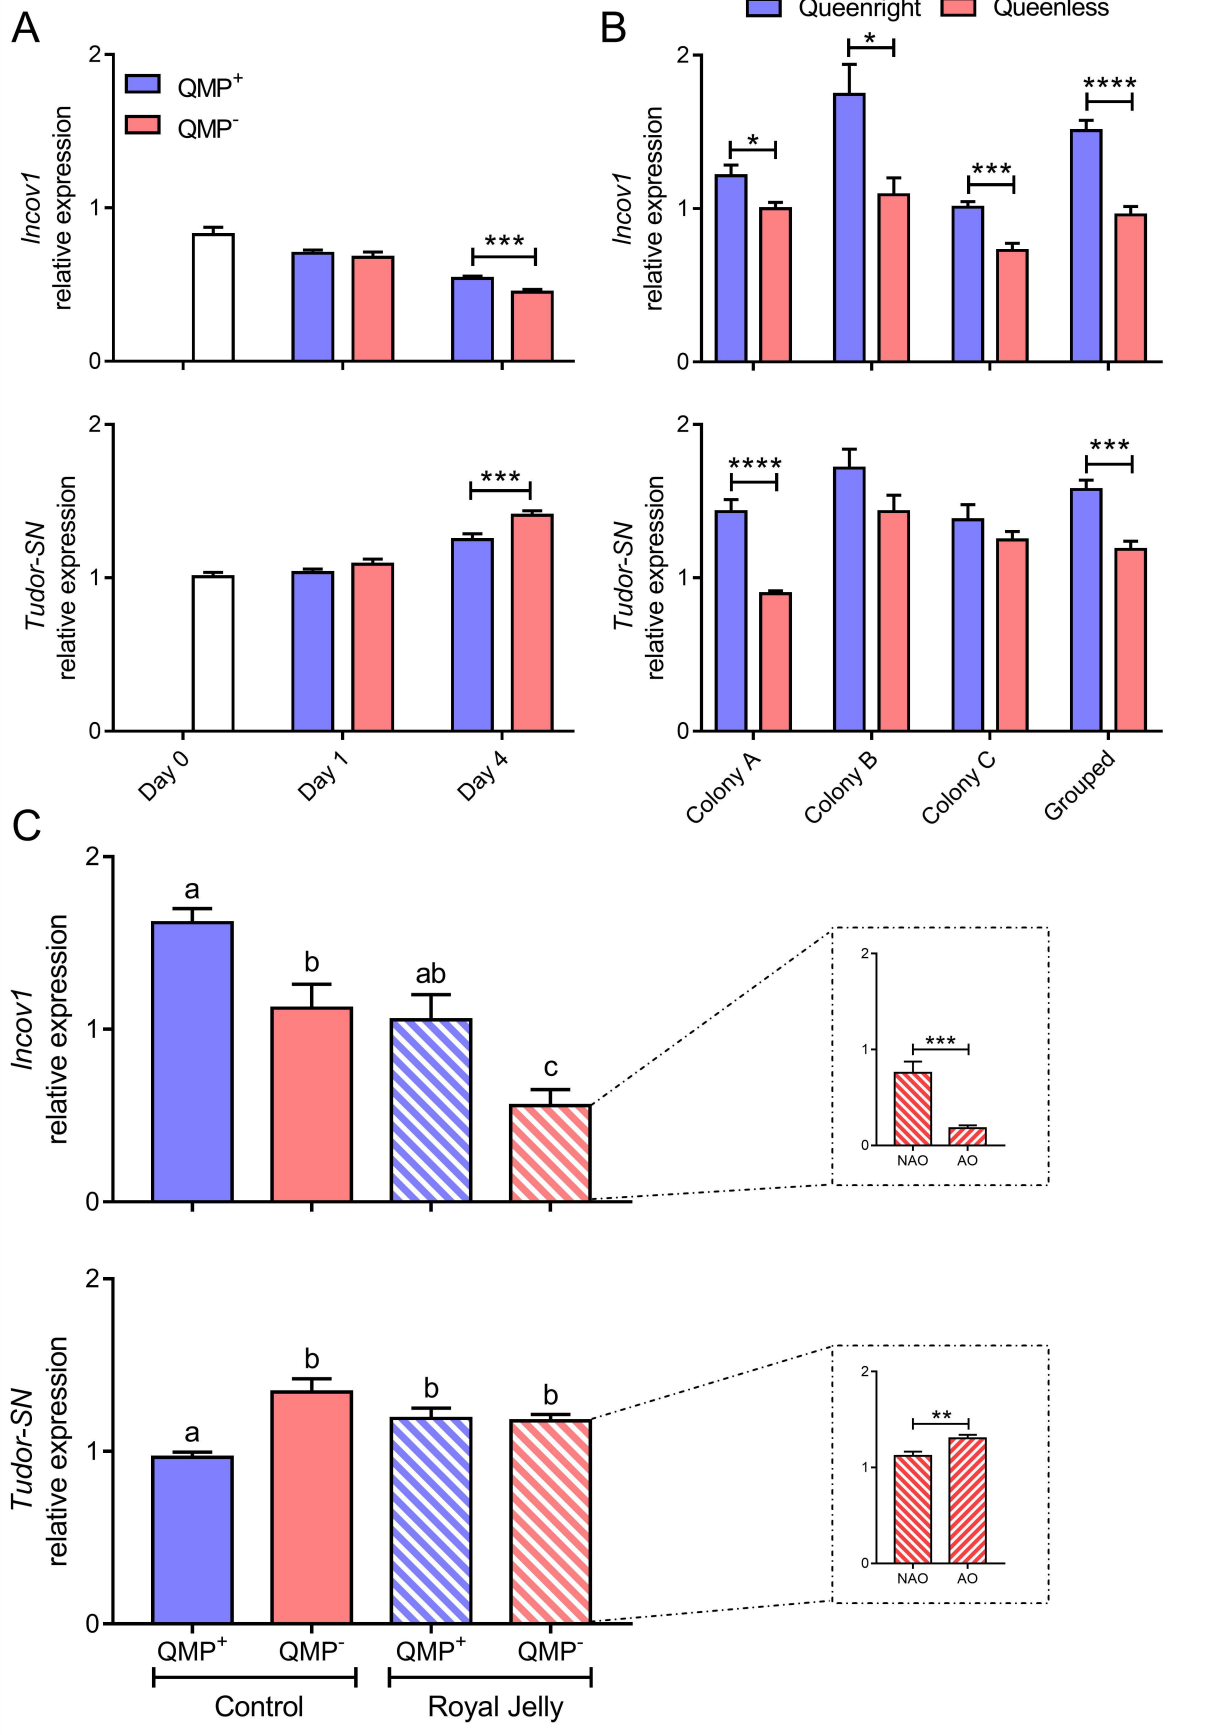 A
2
QMP+
QMP-
lncov1
relative expression
1
***
0
2
***
Tudor-SN
relative expression
1
0
Day 0
Day 1
Day 4
B
Queenright
Queenless
2
*
*
***
****
lncov1
relative expression
1
0
2
****
***
Tudor-SN
relative expression
1
0
Colony A
Colony B
Colony C
Grouped
C
2
a
b
ab
c
lncov1
relative expression
1
0
2
1
***
0
NAO
AO
2
a
b
b
b
Tudor-SN
relative expression
1
0
QMP+
QMP-
QMP+
QMP-
Control
Royal Jelly
2
**
1
0
NAO
AO